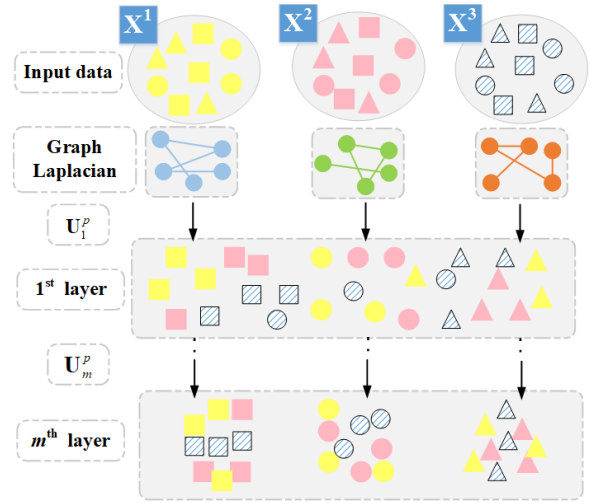 X¹ X² X³
Input data
Graph
Laplacian
U₁ᵖ
1ˢᵗ layer
Uₘᵖ
mᵗʰ layer